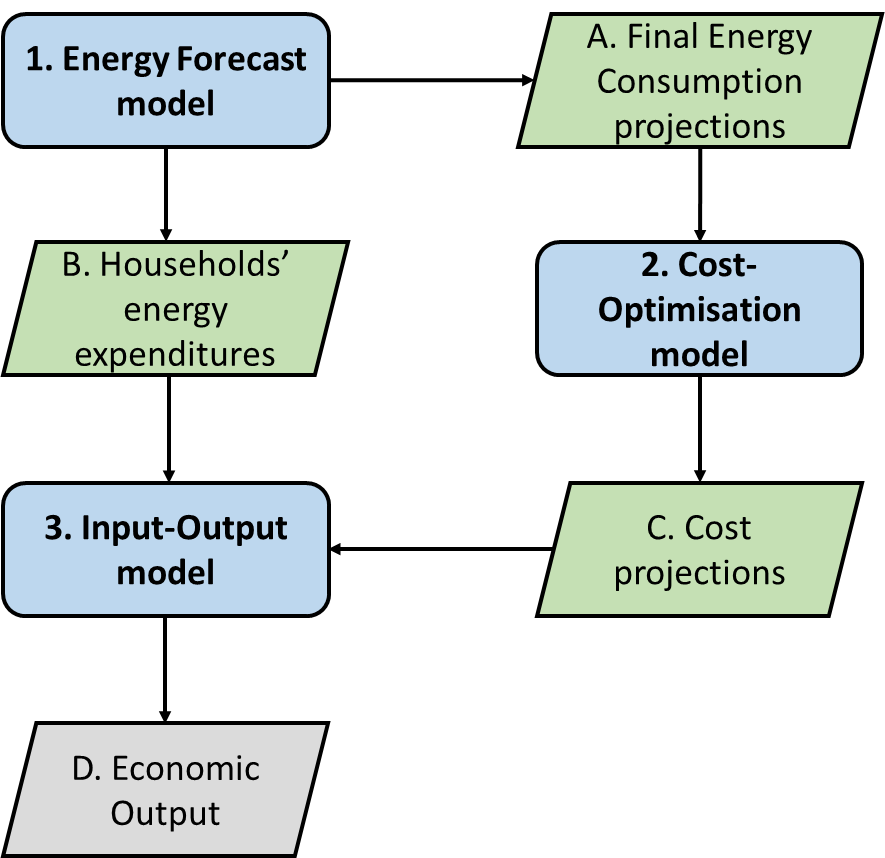 1. Energy Forecast
model
A. Final Energy
Consumption
projections
B. Households’
energy
expenditures
2. Cost-
Optimisation
model
3. Input-Output
model
C. Cost
projections
D. Economic
Output